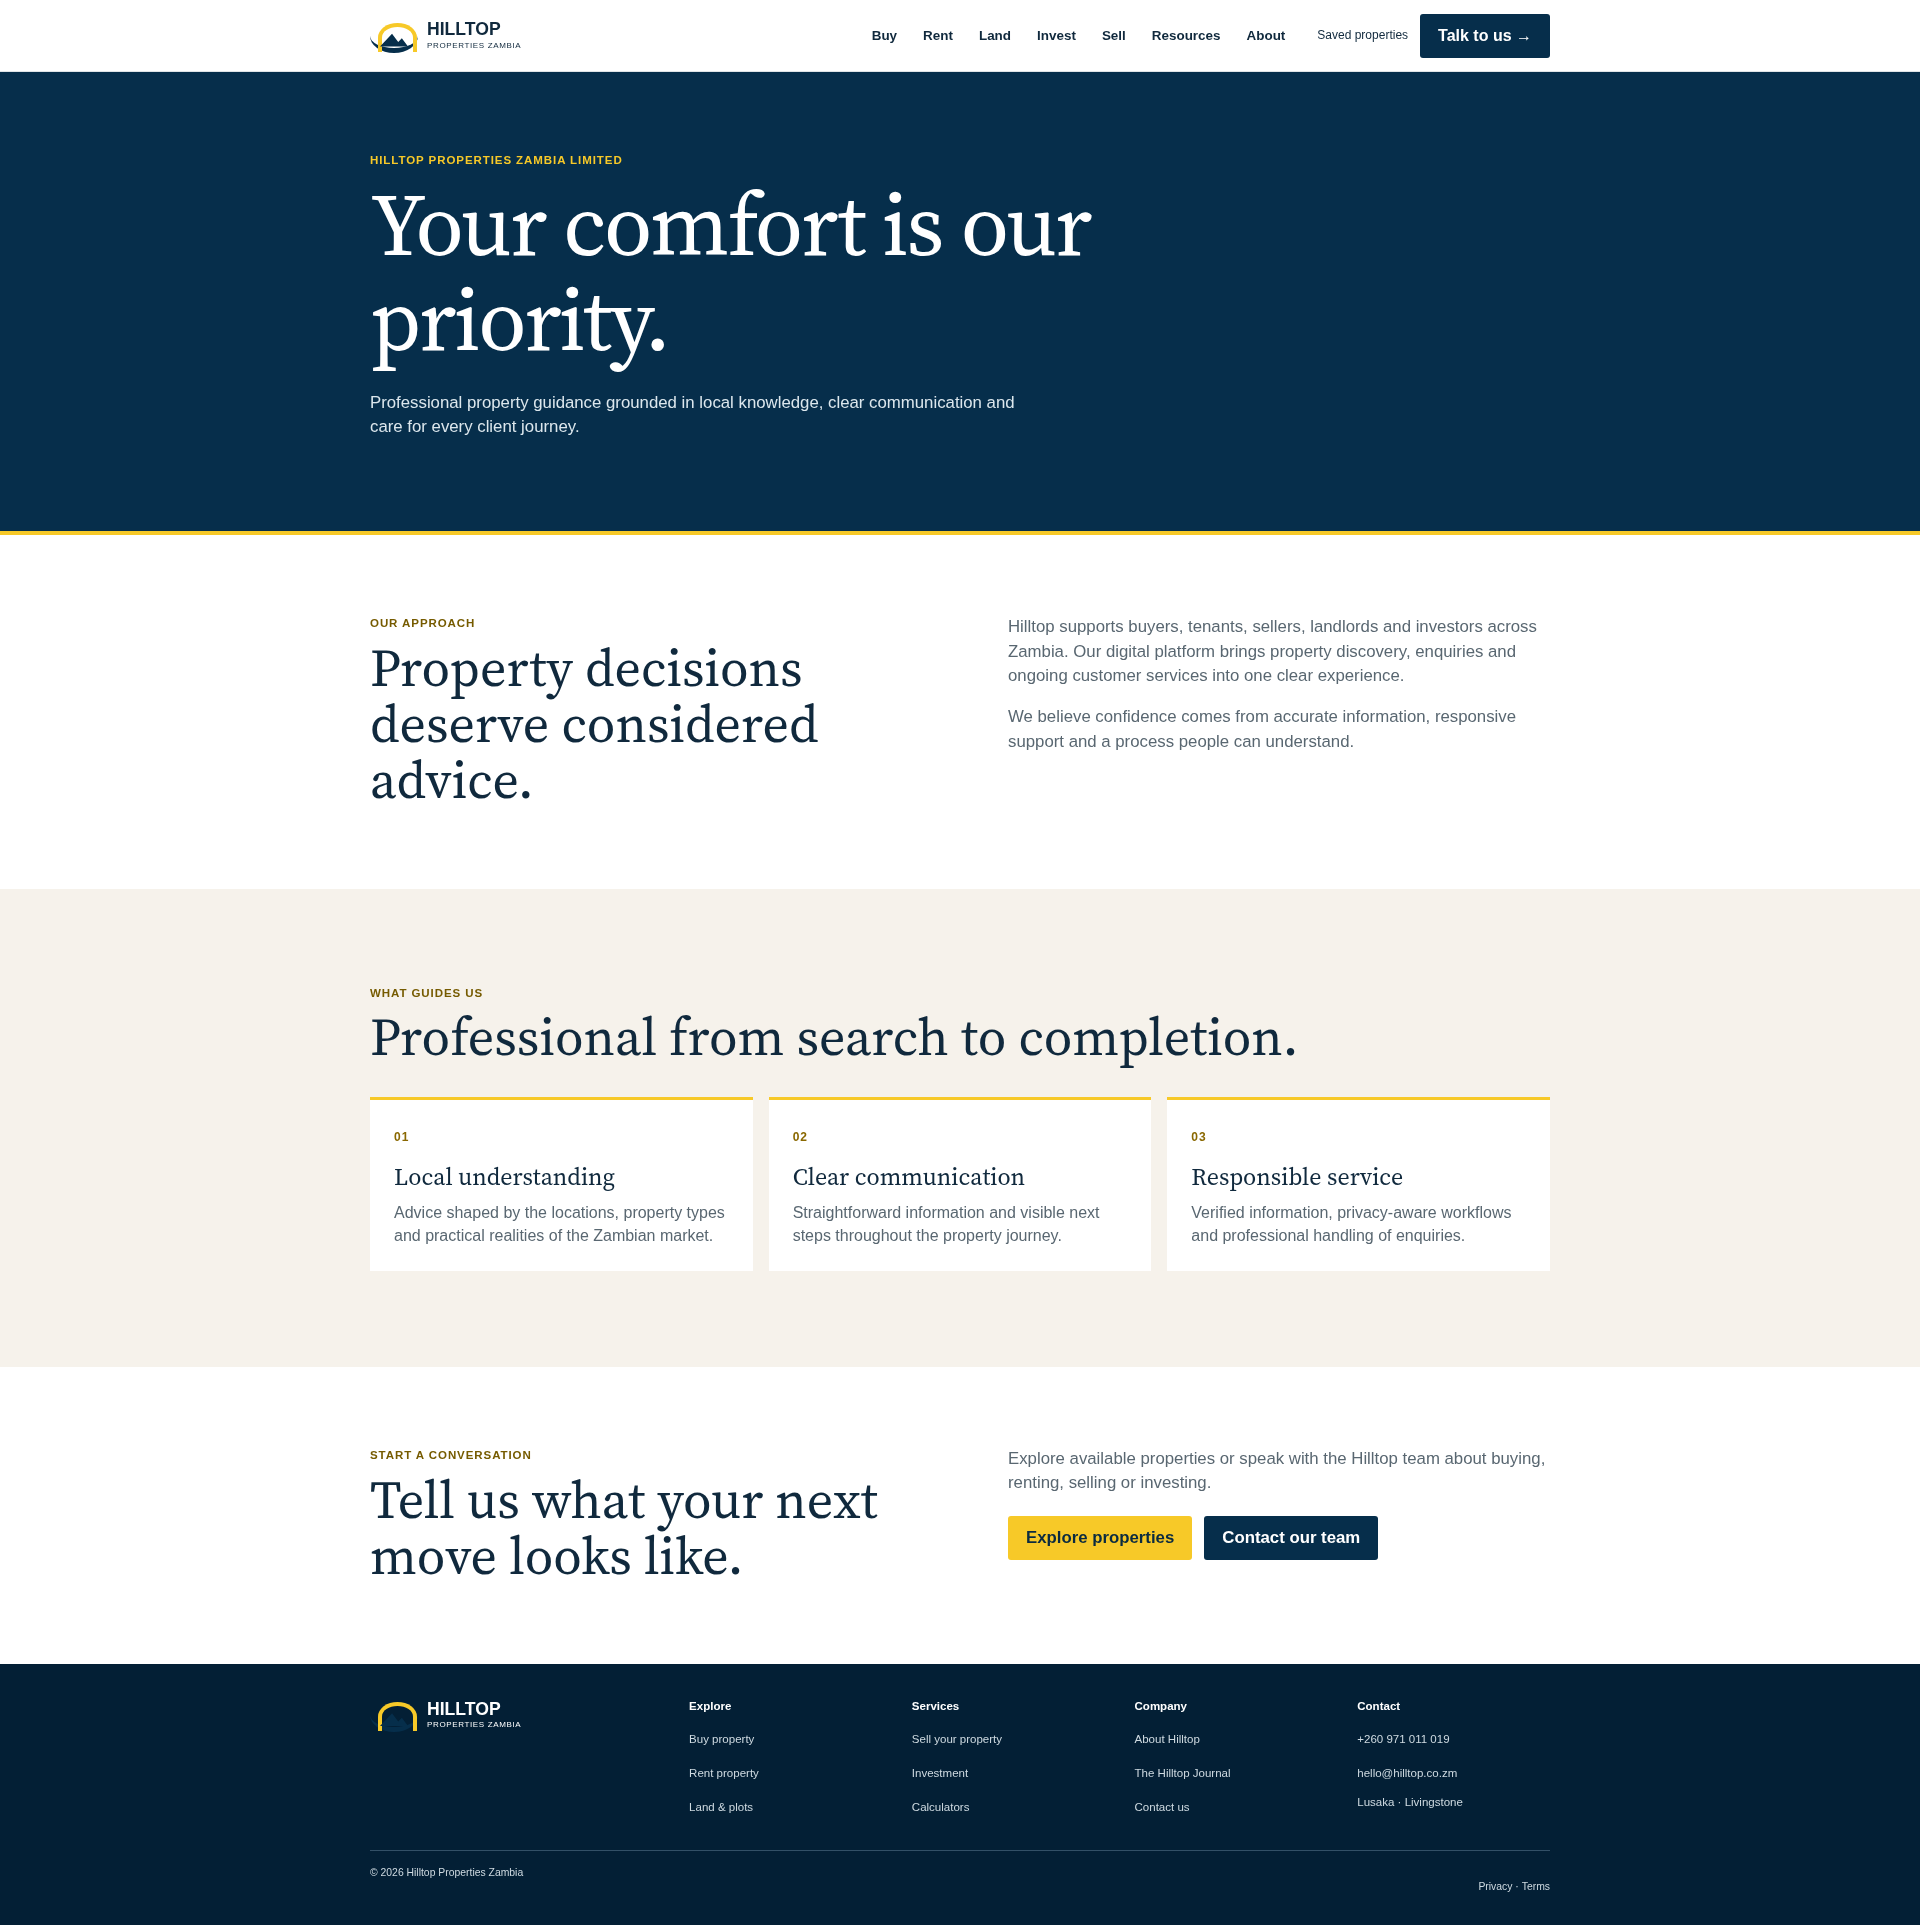 HILLTOP
PROPERTIES ZAMBIA
Buy Rent Land Invest Sell Resources About Saved properties Talk to us →
HILLTOP PROPERTIES ZAMBIA LIMITED
Your comfort is our
priority.
Professional property guidance grounded in local knowledge, clear communication and
care for every client journey.
OUR APPROACH
Property decisions
deserve considered
advice.
Hilltop supports buyers, tenants, sellers, landlords and investors across
Zambia. Our digital platform brings property discovery, enquiries and
ongoing customer services into one clear experience.
We believe confidence comes from accurate information, responsive
support and a process people can understand.
WHAT GUIDES US
Professional from search to completion.
01
Local understanding
Advice shaped by the locations, property types
and practical realities of the Zambian market.
02
Clear communication
Straightforward information and visible next
steps throughout the property journey.
03
Responsible service
Verified information, privacy-aware workflows
and professional handling of enquiries.
START A CONVERSATION
Tell us what your next
move looks like.
Explore available properties or speak with the Hilltop team about buying,
renting, selling or investing.
Explore properties
Contact our team
HILLTOP
PROPERTIES ZAMBIA
Explore
Buy property
Rent property
Land & plots
Services
Sell your property
Investment
Calculators
Company
About Hilltop
The Hilltop Journal
Contact us
Contact
+260 971 011 019
hello@hilltop.co.zm
Lusaka · Livingstone
© 2026 Hilltop Properties Zambia
Privacy · Terms